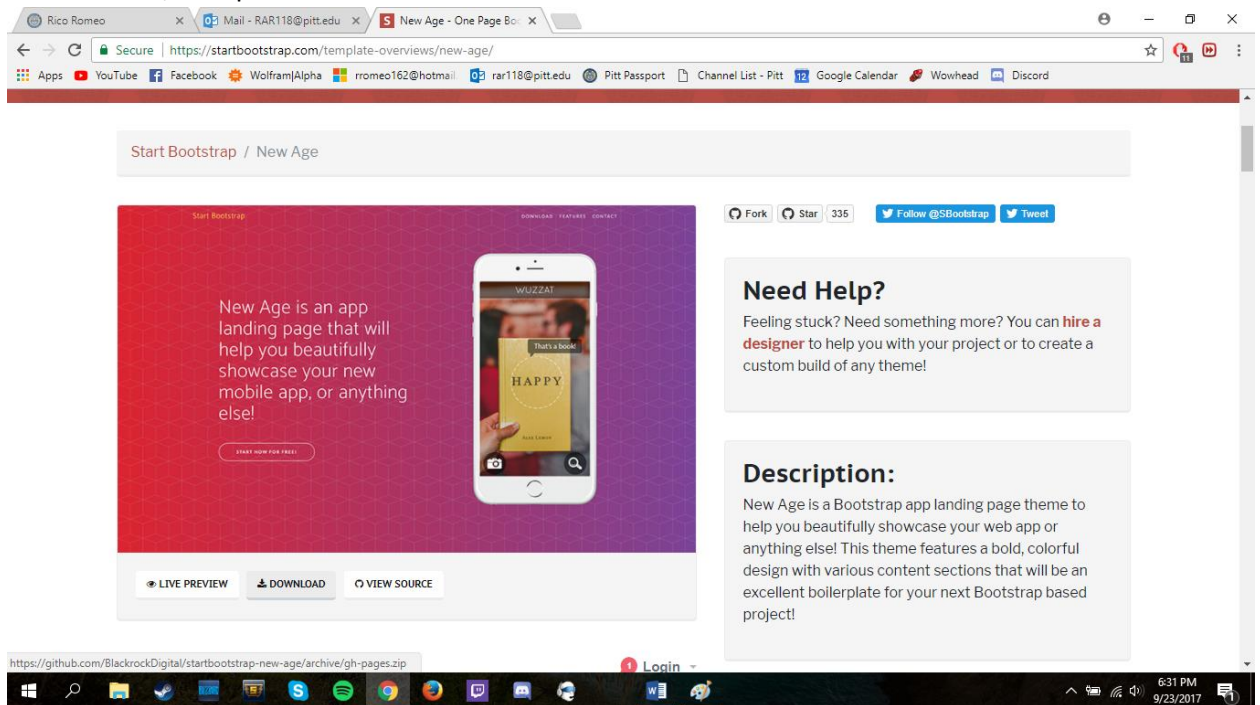 Rico Romeo
Mail - RAR118@pitt.edu
New Age - One Page Boo
Secure | https://startbootstrap.com/template-overviews/new-age/
Apps YouTube Facebook Wolfram|Alpha rromeo162@hotmail rar118@pitt.edu Pitt Passport Channel List - Pitt 12 Google Calendar Wowhead Discord
11
Start Bootstrap / New Age
Start Bootstrap
DOWNLOAD FEATURES CONTACT
New Age is an app
landing page that will
help you beautifully
showcase your new
mobile app, or anything
else!
START NOW FOR FREE!
WUZZAT
That's a book!
HAPPY
LIVE PREVIEW
DOWNLOAD
VIEW SOURCE
Fork Star 335 Follow @SBootstrap Tweet
Need Help?
Feeling stuck? Need something more? You can hire a
designer to help you with your project or to create a
custom build of any theme!
Description:
New Age is a Bootstrap app landing page theme to
help you beautifully showcase your web app or
anything else! This theme features a bold, colorful
design with various content sections that will be an
excellent boilerplate for your next Bootstrap based
project!
https://github.com/BlackrockDigital/startbootstrap-new-age/archive/gh-pages.zip
1 Login
6:31 PM
9/23/2017